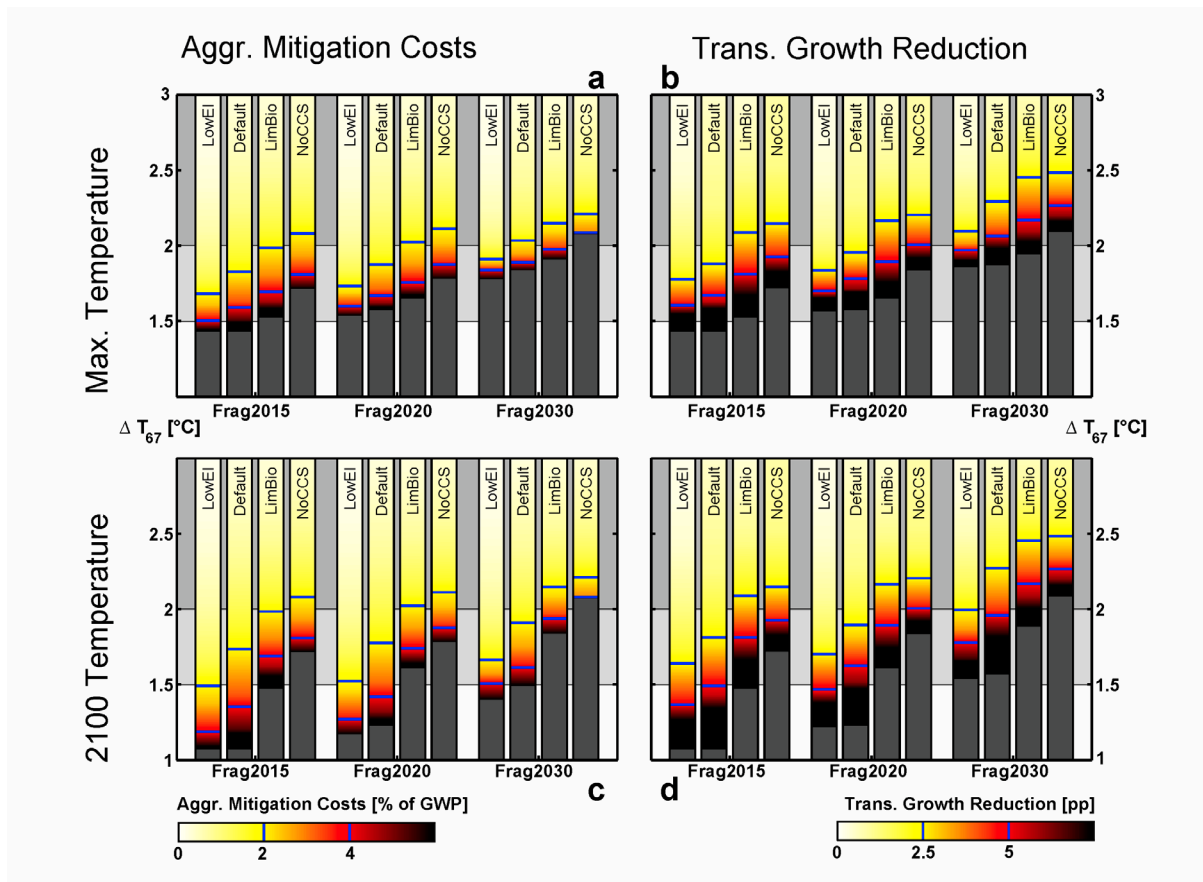 Aggr. Mitigation Costs Trans. Growth Reduction
a b
3 LowEI Default LimBio NoCCS LowEI Default LimBio NoCCS LowEI Default LimBio NoCCS LowEI Default LimBio NoCCS LowEI Default LimBio NoCCS LowEI Default LimBio NoCCS 3
2.5 2.5
Max. Temperature
2 2
1.5 1.5
Frag2015 Frag2020 Frag2030 Frag2015 Frag2020 Frag2030
Δ T67 [°C] Δ T67 [°C]
LowEI Default LimBio NoCCS LowEI Default LimBio NoCCS LowEI Default LimBio NoCCS LowEI Default LimBio NoCCS LowEI Default LimBio NoCCS LowEI Default LimBio NoCCS
2.5 2.5
2100 Temperature
2 2
1.5 1.5
1 1
Frag2015 Frag2020 Frag2030 Frag2015 Frag2020 Frag2030
c d
Aggr. Mitigation Costs [% of GWP] Trans. Growth Reduction [pp]
0 2 4 0 2.5 5